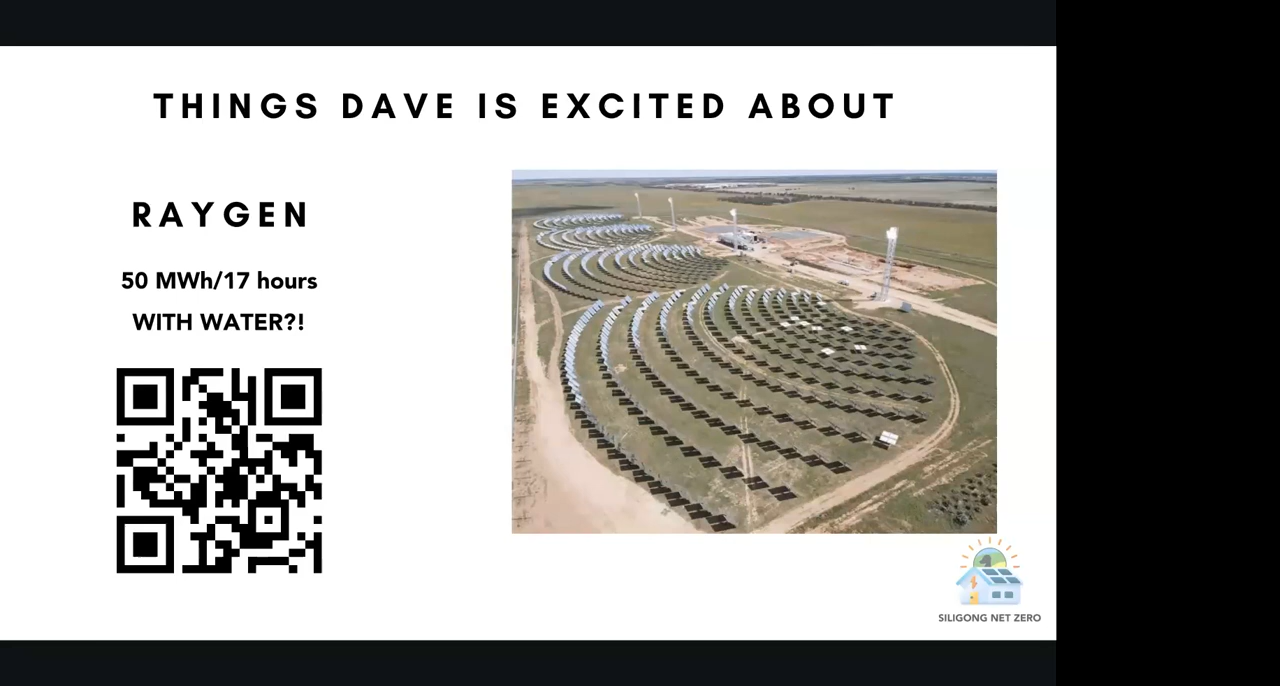 THINGS DAVE IS EXCITED ABOUT
RAYGEN
50 MWh/17 hours
WITH WATER?!
SILIGONG NET ZERO